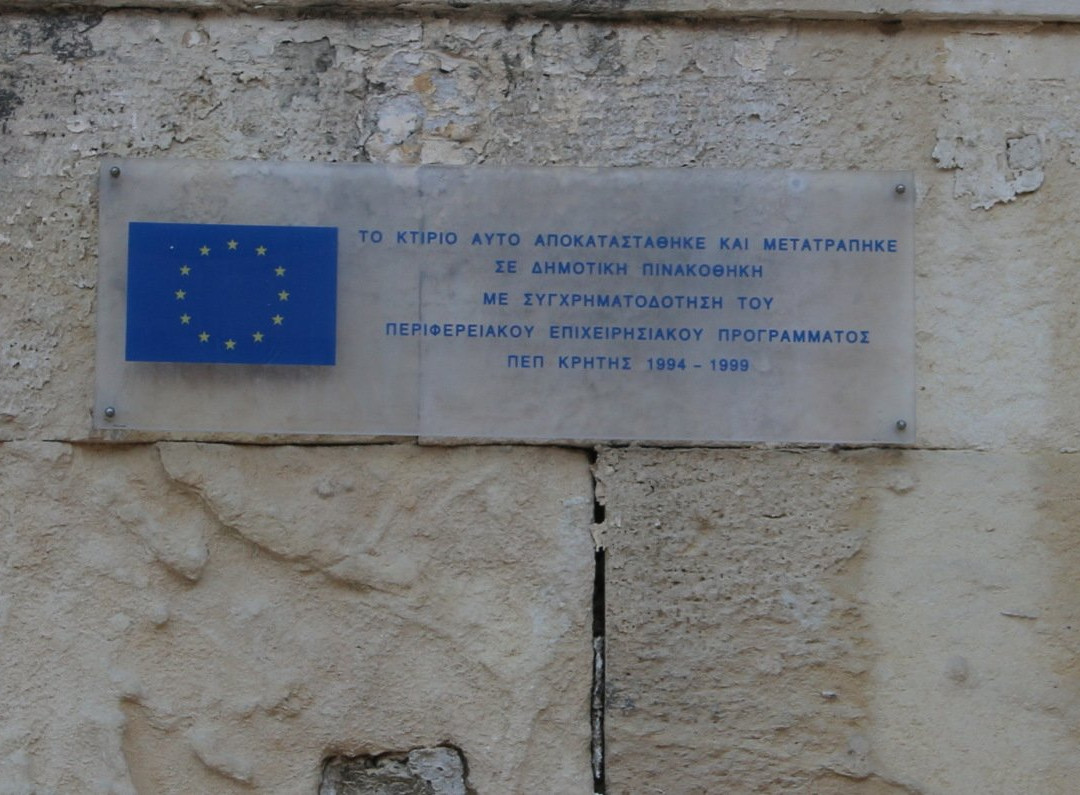 ΤΟ ΚΤΙΡΙΟ ΑΥΤΟ ΑΠΟΚΑΤΑΣΤΑΘΗΚΕ ΚΑΙ ΜΕΤΑΤΡΑΠΗΚΕ
ΣΕ ΔΗΜΟΤΙΚΗ ΠΙΝΑΚΟΘΗΚΗ
ΜΕ ΣΥΓΧΡΗΜΑΤΟΔΟΤΗΣΗ ΤΟΥ
ΠΕΡΙΦΕΡΕΙΑΚΟΥ ΕΠΙΧΕΙΡΗΣΙΑΚΟΥ ΠΡΟΓΡΑΜΜΑΤΟΣ
ΠΕΠ ΚΡΗΤΗΣ 1994 – 1999